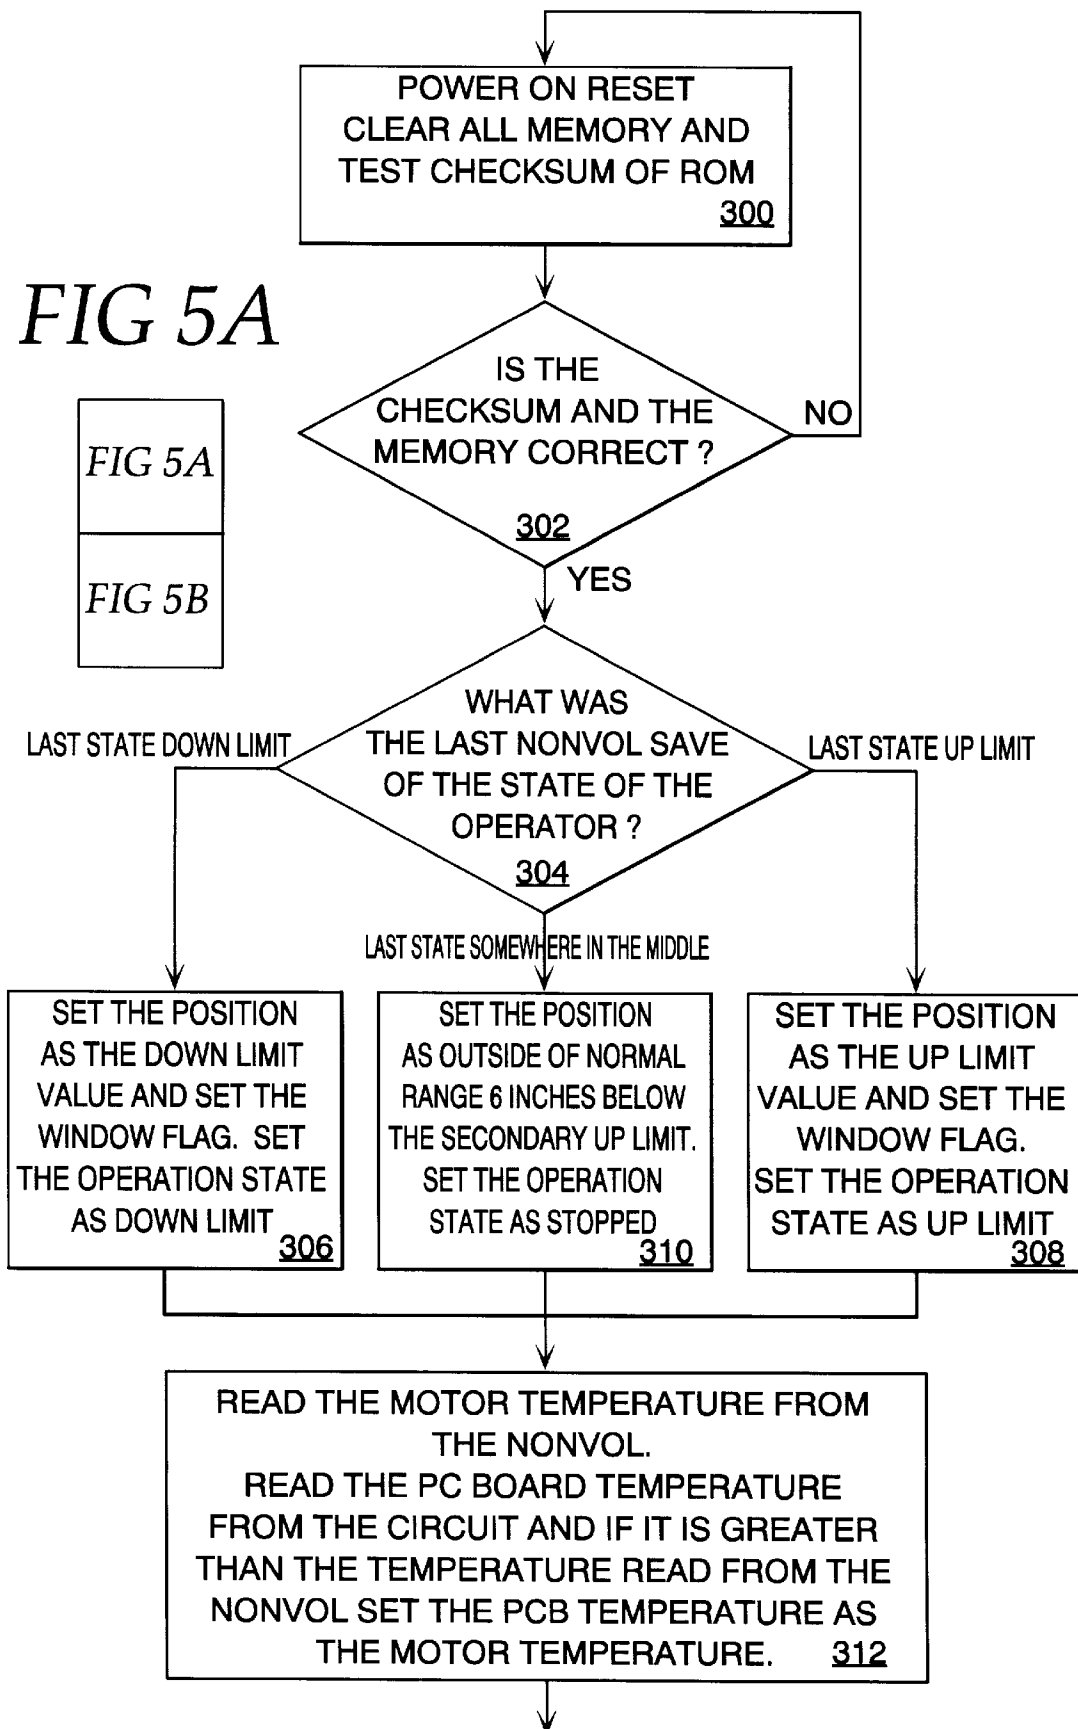 POWER ON RESET
CLEAR ALL MEMORY AND
TEST CHECKSUM OF ROM
300
FIG 5A
IS THE
CHECKSUM AND THE
MEMORY CORRECT ?
302
NO
FIG 5A
FIG 5B
YES
WHAT WAS
THE LAST NONVOL SAVE
OF THE STATE OF THE
OPERATOR ?
304
LAST STATE DOWN LIMIT
LAST STATE UP LIMIT
LAST STATE SOMEWHERE IN THE MIDDLE
SET THE POSITION
AS THE DOWN LIMIT
VALUE AND SET THE
WINDOW FLAG. SET
THE OPERATION STATE
AS DOWN LIMIT
306
SET THE POSITION
AS OUTSIDE OF NORMAL
RANGE 6 INCHES BELOW
THE SECONDARY UP LIMIT.
SET THE OPERATION
STATE AS STOPPED
310
SET THE POSITION
AS THE UP LIMIT
VALUE AND SET THE
WINDOW FLAG.
SET THE OPERATION
STATE AS UP LIMIT
308
READ THE MOTOR TEMPERATURE FROM
THE NONVOL.
READ THE PC BOARD TEMPERATURE
FROM THE CIRCUIT AND IF IT IS GREATER
THAN THE TEMPERATURE READ FROM THE
NONVOL SET THE PCB TEMPERATURE AS
THE MOTOR TEMPERATURE.
312